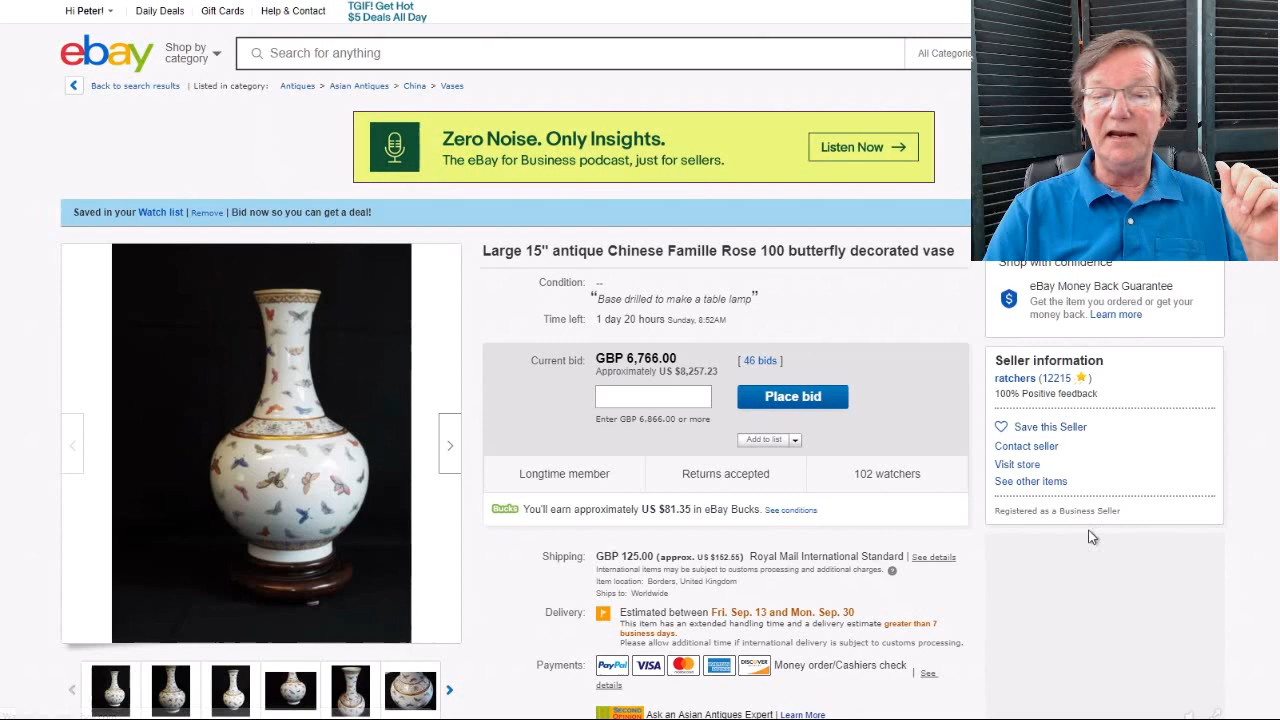 Hi Peter! Daily Deals Gift Cards Help & Contact
TGIF! Get Hot
$5 Deals All Day
ebay
Shop by
category
Search for anything
All Categorie
Back to search results | Listed in category: Antiques > Asian Antiques > China > Vases
Zero Noise. Only Insights.
The eBay for Business podcast, just for sellers.
Listen Now →
Saved in your Watch list | Remove | Bid now so you can get a deal!
Large 15" antique Chinese Famille Rose 100 butterfly decorated vase
Condition: --
“Base drilled to make a table lamp”
Time left: 1 day 20 hours Sunday, 8:52AM
Current bid: GBP 6,766.00 [ 46 bids ]
Approximately US $8,257.23
Place bid
Enter GBP 6,866.00 or more
Add to list
Longtime member Returns accepted 102 watchers
Bucks You'll earn approximately US $81.35 in eBay Bucks. See conditions
Shipping: GBP 125.00 (approx. US $152.55) Royal Mail International Standard | See details
International items may be subject to customs processing and additional charges.
Item location: Borders, United Kingdom
Ships to: Worldwide
Delivery: Estimated between Fri. Sep. 13 and Mon. Sep. 30
This item has an extended handling time and a delivery estimate greater than 7
business days.
Please allow additional time if international delivery is subject to customs processing.
Payments: PayPal VISA MasterCard AMERICAN EXPRESS DISCOVER Money order/Cashiers check | See
details
SECOND OPINION Ask an Asian Antiques Expert | Learn More
Shop with confidence
eBay Money Back Guarantee
Get the item you ordered or get your
money back. Learn more
Seller information
ratchers (12215 )
100% Positive feedback
Save this Seller
Contact seller
Visit store
See other items
Registered as a Business Seller